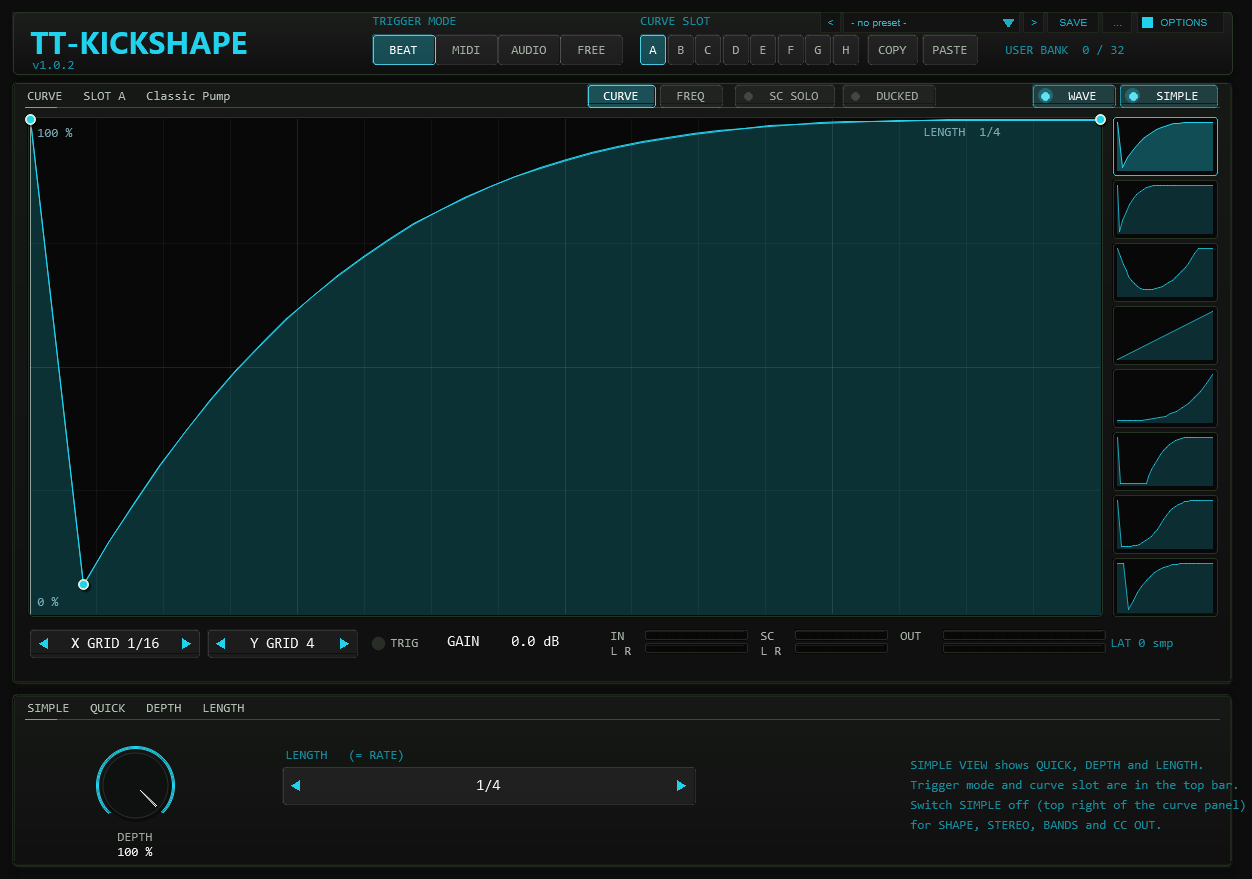 TT-KICKSHAPE
v1.0.2
TRIGGER MODE
BEAT MIDI AUDIO FREE
CURVE SLOT
A B C D E F G H COPY PASTE
< - no preset - > SAVE ... OPTIONS
USER BANK 0 / 32
CURVE SLOT A Classic Pump
CURVE FREQ SC SOLO DUCKED WAVE SIMPLE
100 %
LENGTH 1/4
0 %
X GRID 1/16 Y GRID 4 TRIG GAIN 0.0 dB
IN
L R
SC
L R
OUT
LAT 0 smp
SIMPLE QUICK DEPTH LENGTH
DEPTH
100 %
LENGTH (= RATE)
1/4
SIMPLE VIEW shows QUICK, DEPTH and LENGTH.
Trigger mode and curve slot are in the top bar.
Switch SIMPLE off (top right of the curve panel)
for SHAPE, STEREO, BANDS and CC OUT.